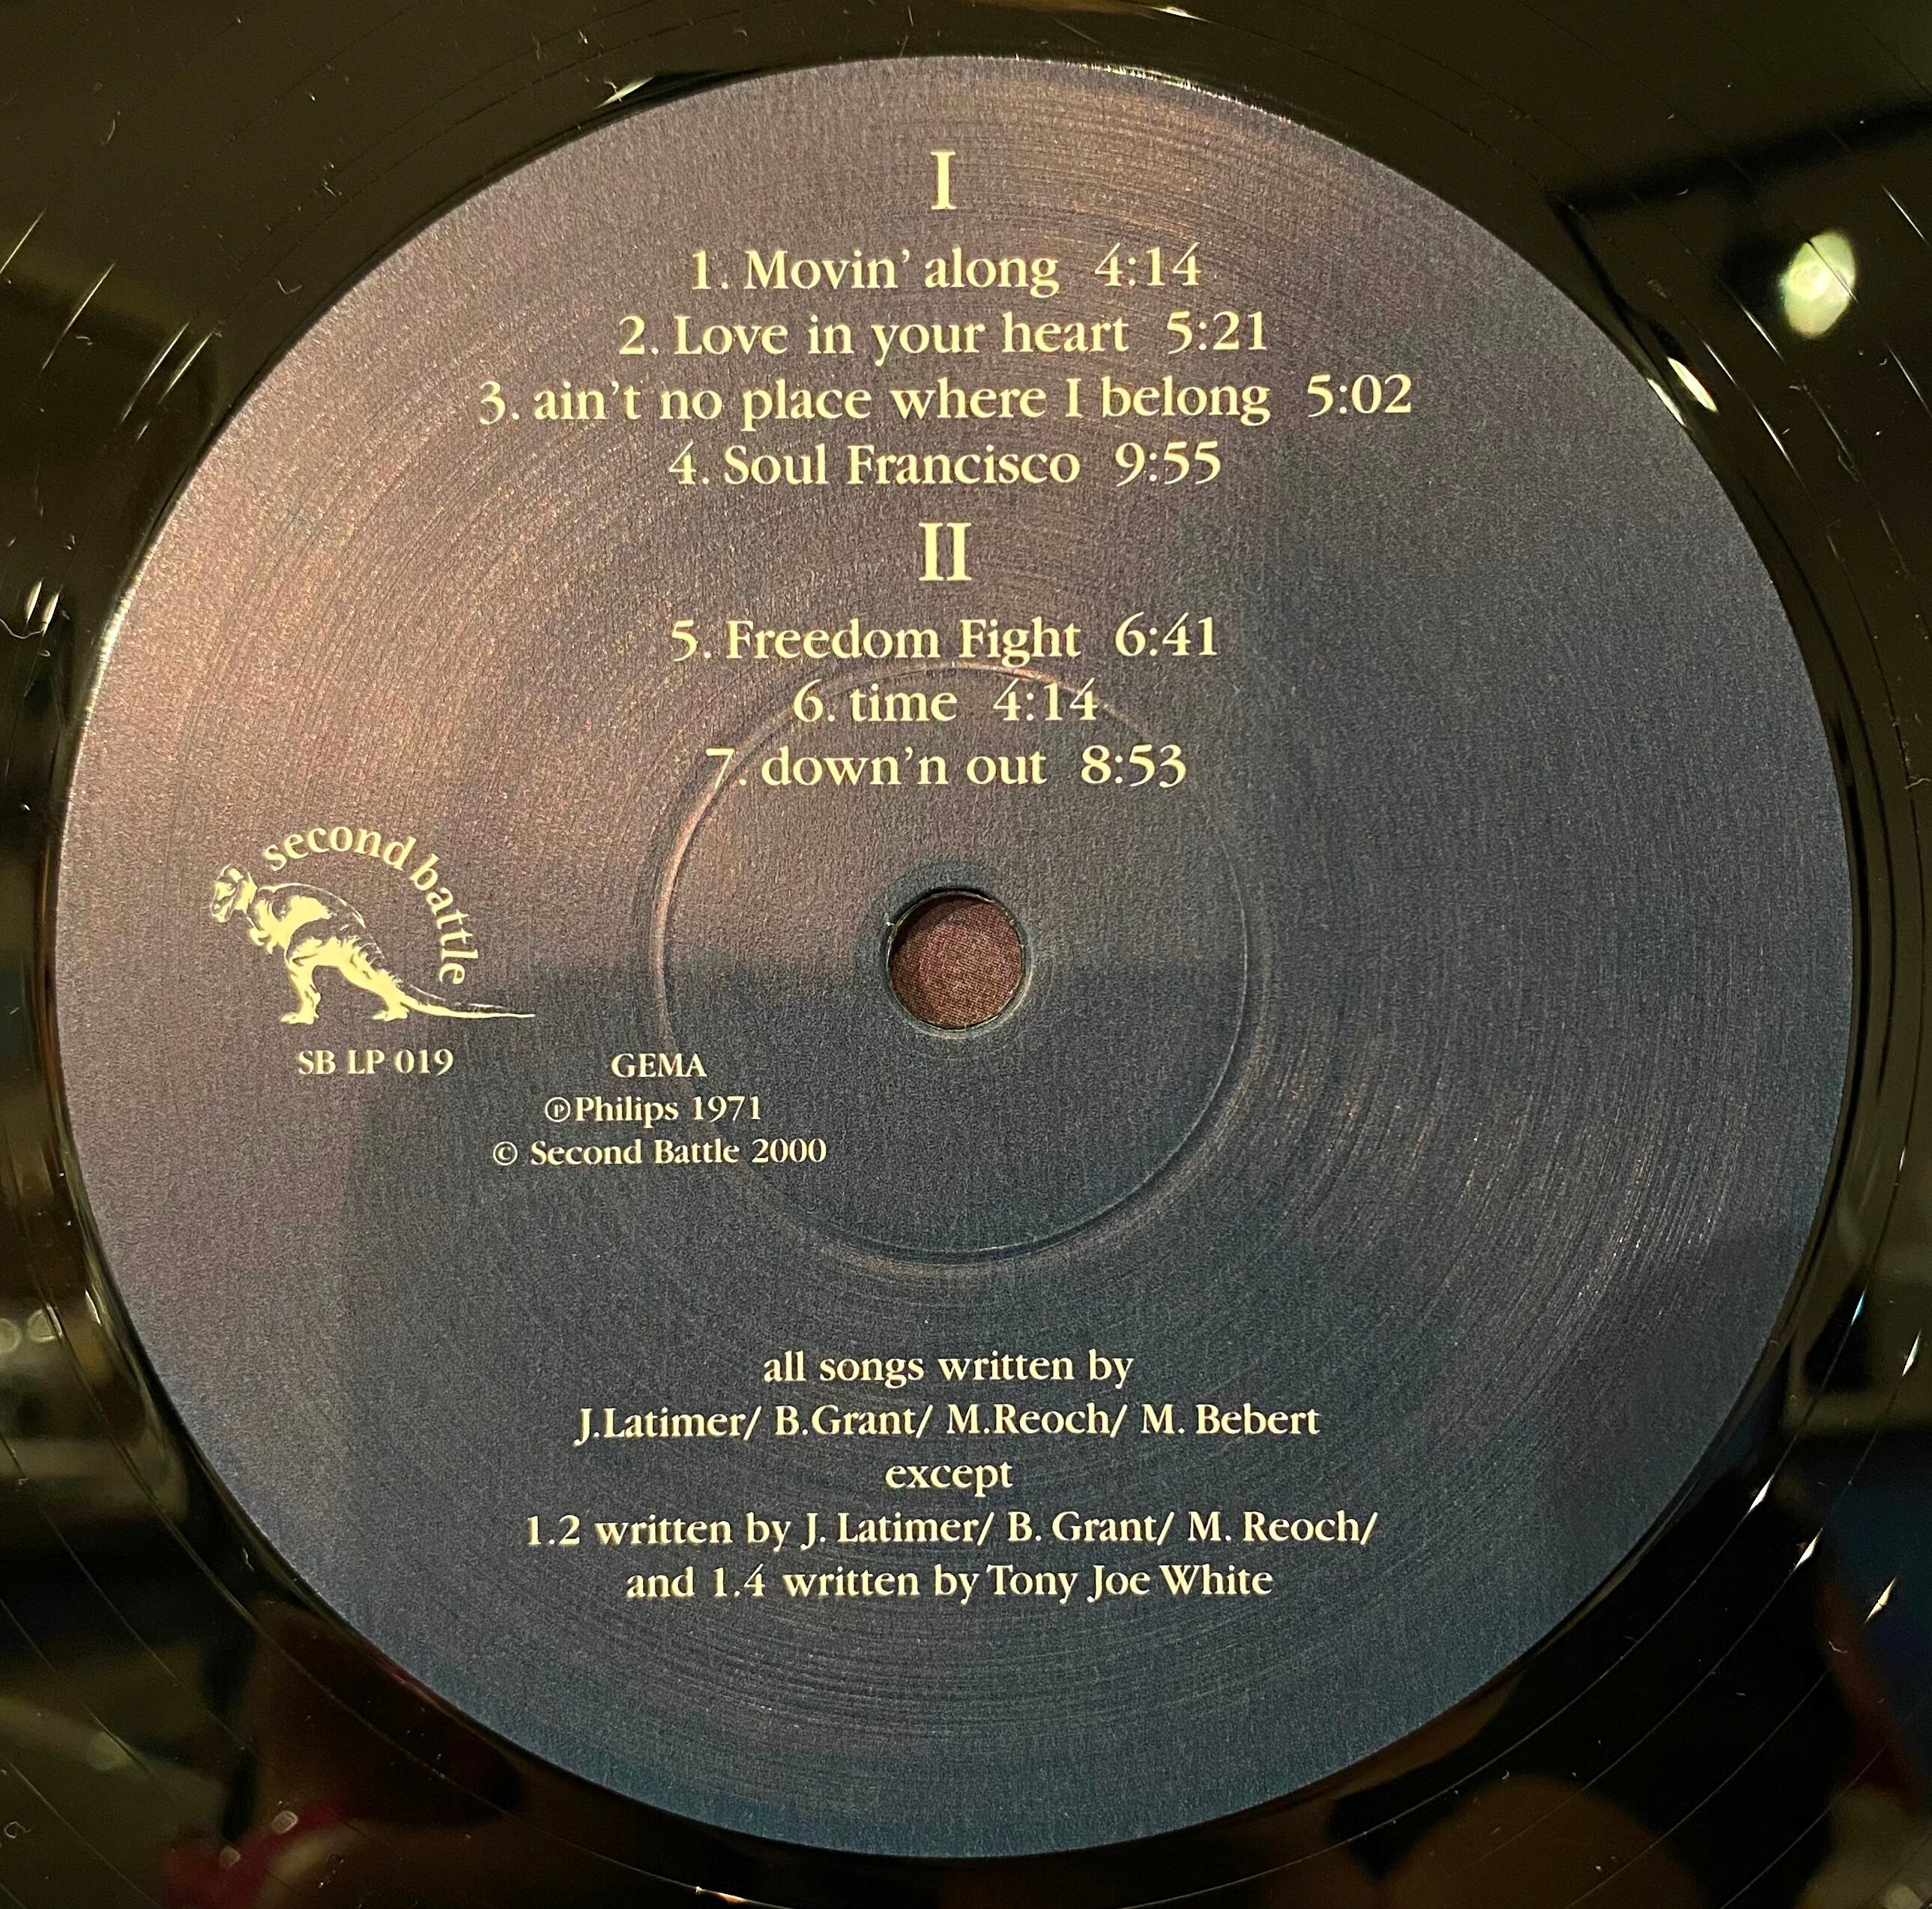 I
1. Movin' along 4:14
2. Love in your heart 5:21
3. ain't no place where I belong 5:02
4. Soul Francisco 9:55
II
5. Freedom Fight 6:41
6. time 4:14
7. down'n out 8:53
second battle
SB LP 019
GEMA
℗Philips 1971
© Second Battle 2000
all songs written by
J.Latimer/ B.Grant/ M.Reoch/ M. Bebert
except
1.2 written by J. Latimer/ B. Grant/ M. Reoch/
and 1.4 written by Tony Joe White